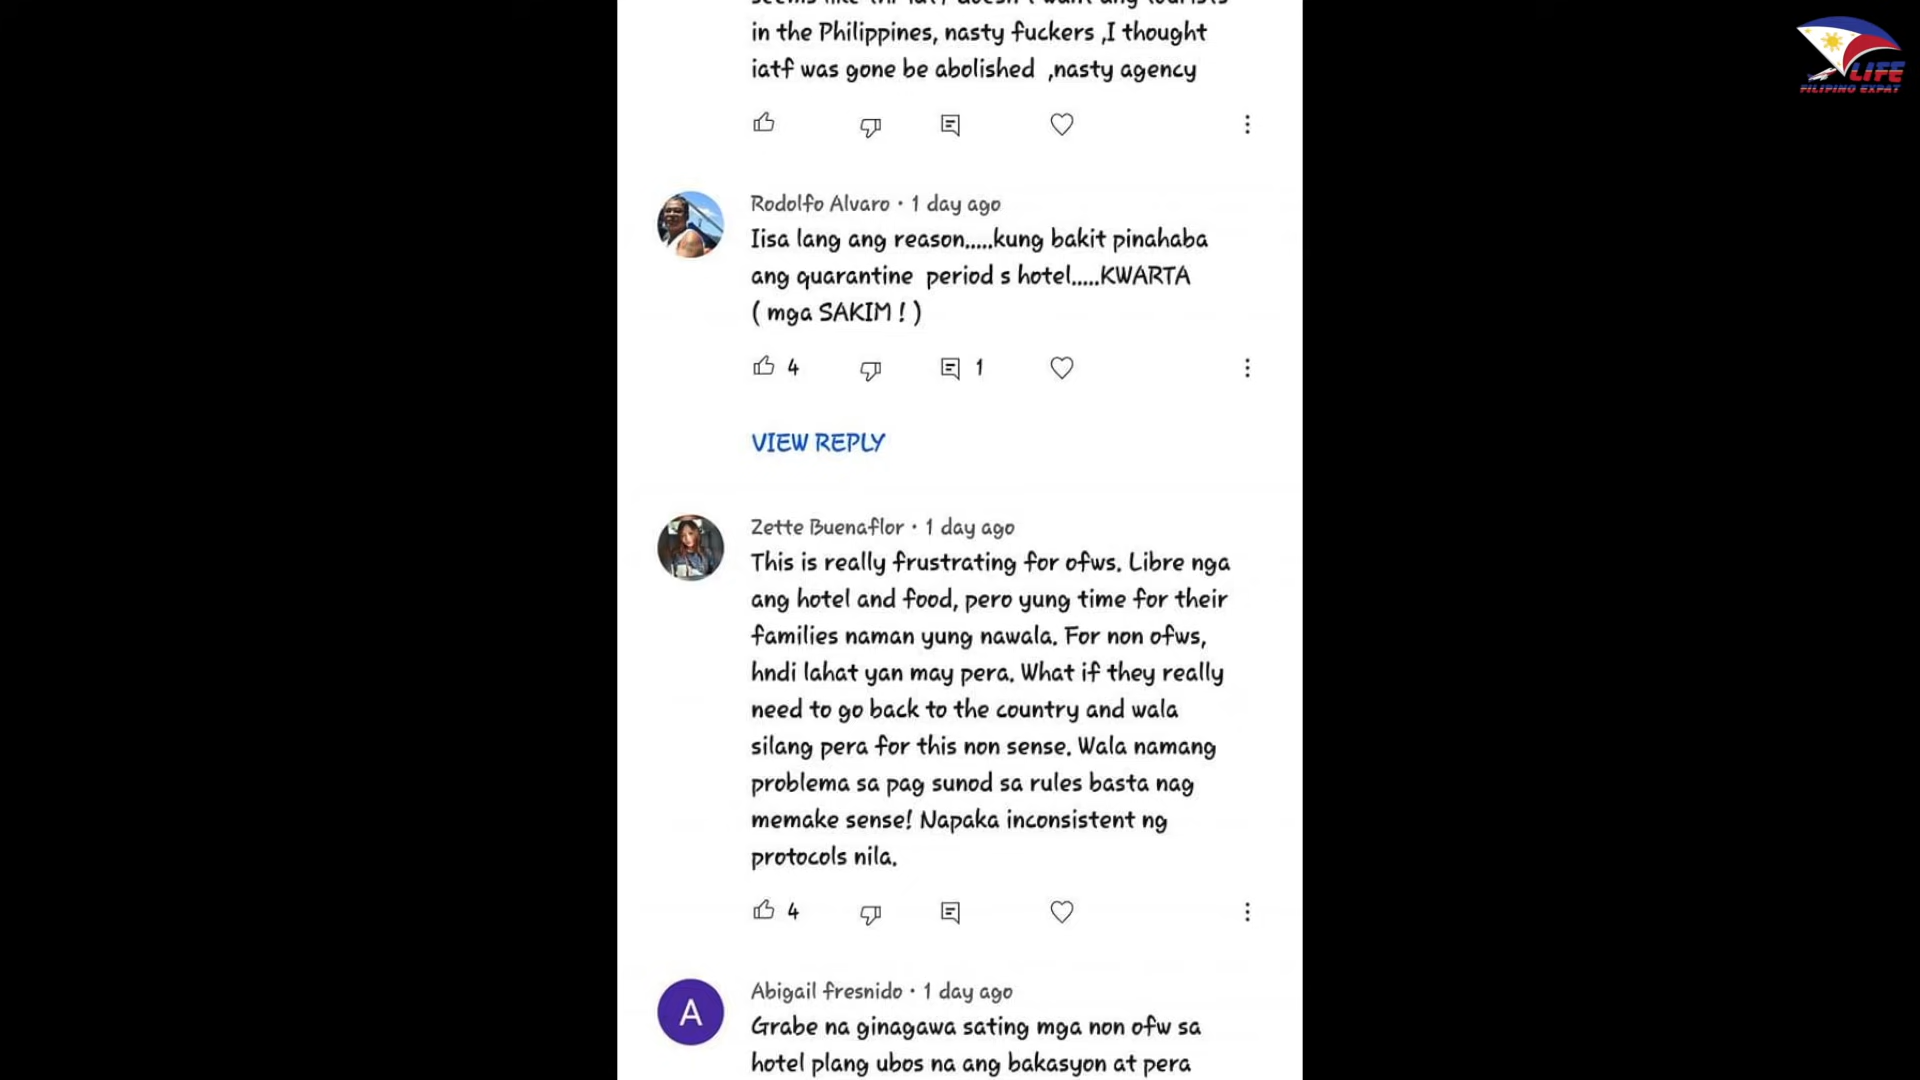 in the Philippines, nasty fuckers ,I thought
iatf was gone be abolished ,nasty agency
Rodolfo Alvaro • 1 day ago
Iisa lang ang reason.....kung bakit pinahaba
ang quarantine period s hotel.....KWARTA
( mga SAKIM ! )
4
1
VIEW REPLY
Zette Buenaflor • 1 day ago
This is really frustrating for ofws. Libre nga
ang hotel and food, pero yung time for their
families naman yung nawala. For non ofws,
hndi lahat yan may pera. What if they really
need to go back to the country and wala
silang pera for this non sense. Wala namang
problema sa pag sunod sa rules basta nag
memake sense! Napaka inconsistent ng
protocols nila.
4
A
Abigail fresnido • 1 day ago
Grabe na ginagawa sating mga non ofw sa
hotel plang ubos na ang bakasyon at pera
LIFE
FILIPINO EXPAT